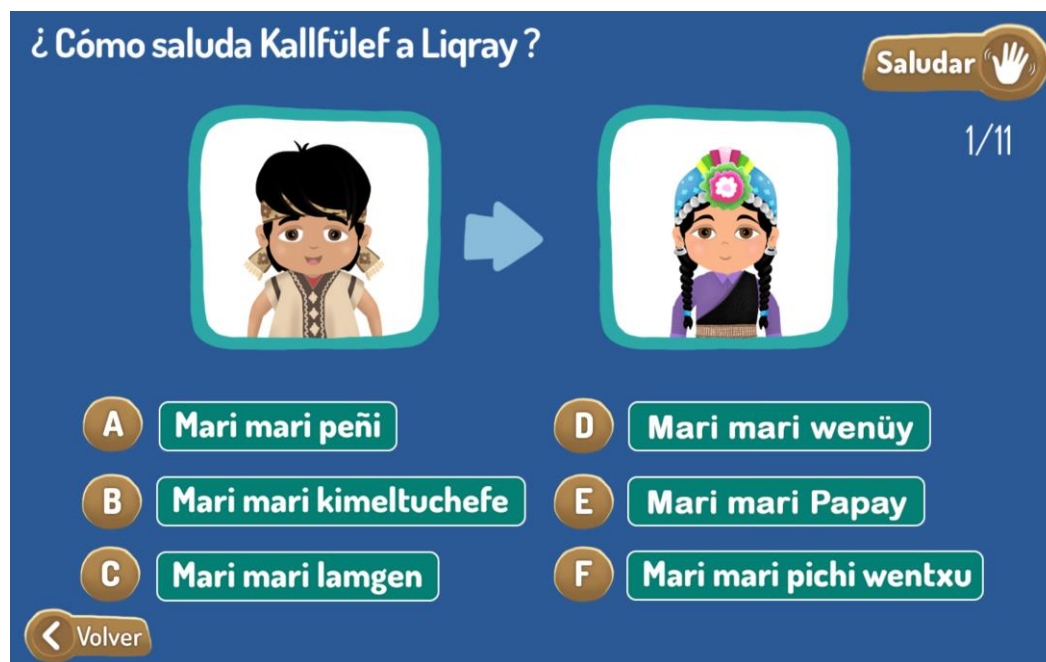 ¿ Cómo saluda Kallfülef a Liqray ?
Saludar
1/11
A Mari mari peñi
B Mari mari kimeltuchefe
C Mari mari lamgen
D Mari mari wenüy
E Mari mari Papay
F Mari mari pichi wentxu
Volver